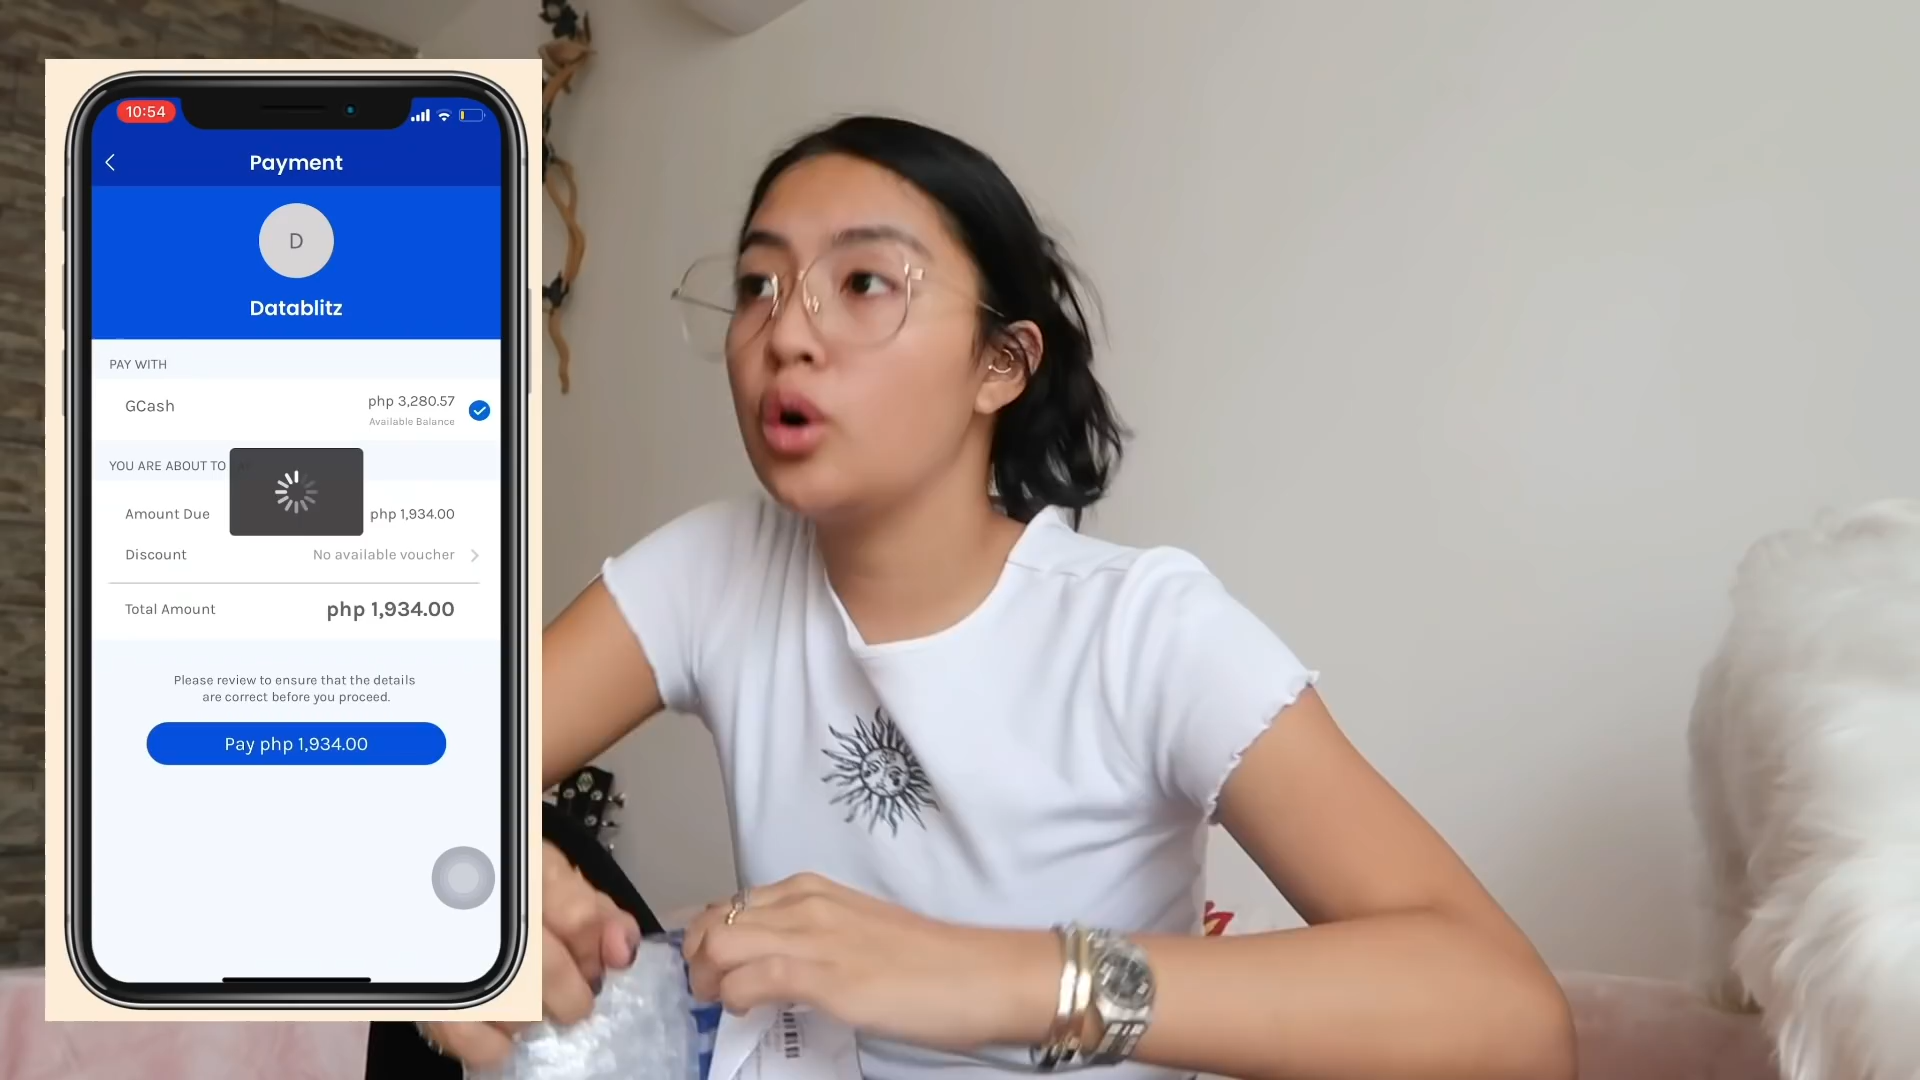 10:54
Payment
D
Datablitz
PAY WITH
GCash
php 3,280.57
Available Balance
YOU ARE ABOUT TO
Amount Due
php 1,934.00
Discount
No available voucher
Total Amount
php 1,934.00
Please review to ensure that the details
are correct before you proceed.
Pay php 1,934.00